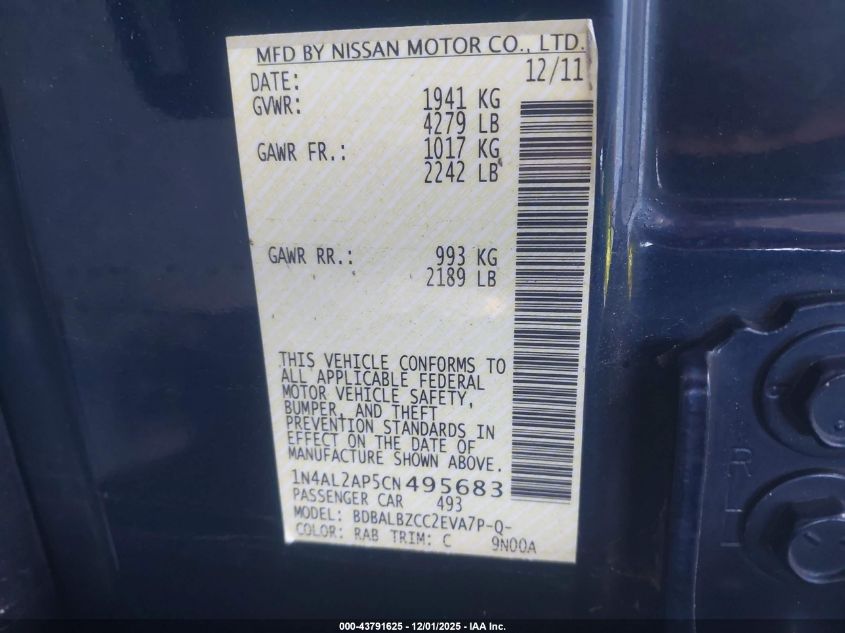 MFD BY NISSAN MOTOR CO., LTD.
DATE: 12/11
GVWR: 1941 KG
4279 LB
GAWR FR.: 1017 KG
2242 LB
GAWR RR.: 993 KG
2189 LB
THIS VEHICLE CONFORMS TO
ALL APPLICABLE FEDERAL
MOTOR VEHICLE SAFETY,
BUMPER, AND THEFT
PREVENTION STANDARDS IN
EFFECT ON THE DATE OF
MANUFACTURE SHOWN ABOVE.
1N4AL2AP5CN495683
PASSENGER CAR 493
MODEL: BDBALBZCC2EVA7P-Q-
COLOR: RAB TRIM: C 9N00A
R
L
000-43791625 - 12/01/2025 - IAA Inc.